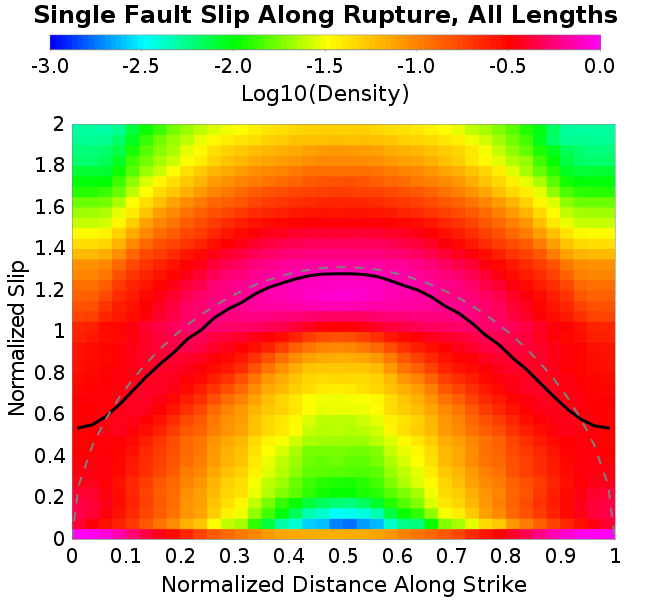 Single Fault Slip Along Rupture, All Lengths
-3.0 -2.5 -2.0 -1.5 -1.0 -0.5 0.0
Log10(Density)
Normalized Slip
2
1.8
1.6
1.4
1.2
1
0.8
0.6
0.4
0.2
0
0 0.1 0.2 0.3 0.4 0.5 0.6 0.7 0.8 0.9 1
Normalized Distance Along Strike